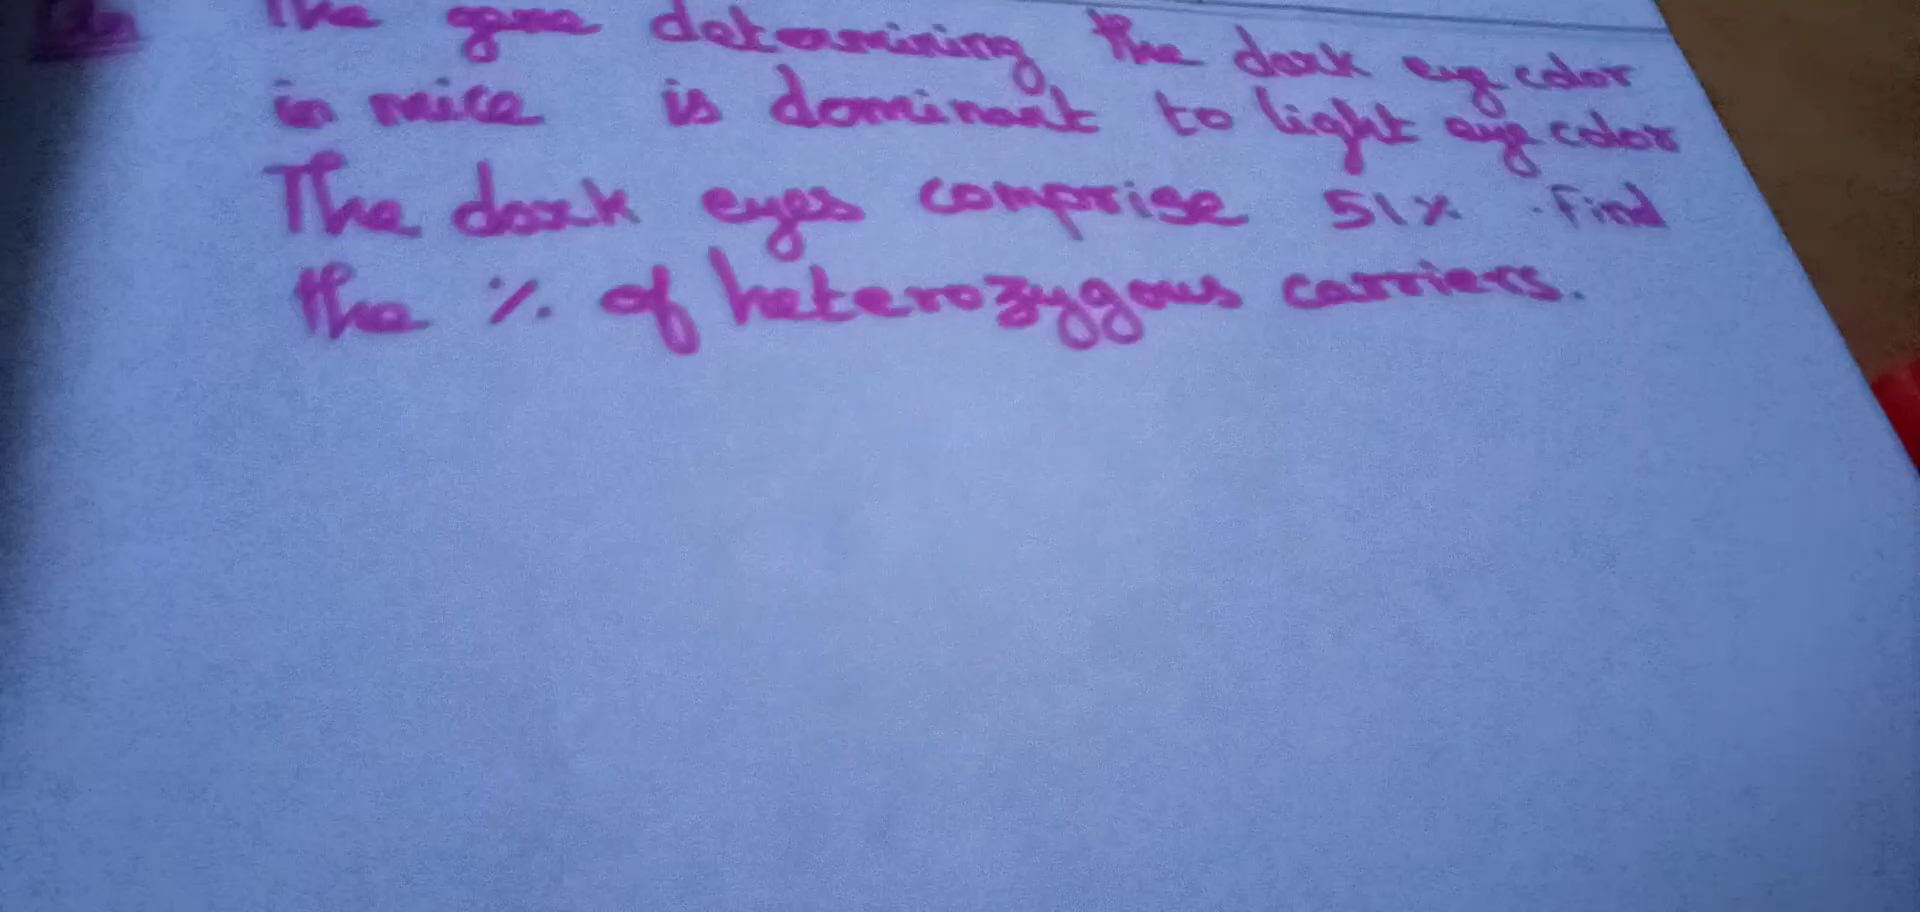 The gene determining the dark eye color
in mice is dominant to light eye color
The dark eyes comprise 51% . Find
the % of heterozygous carriers.